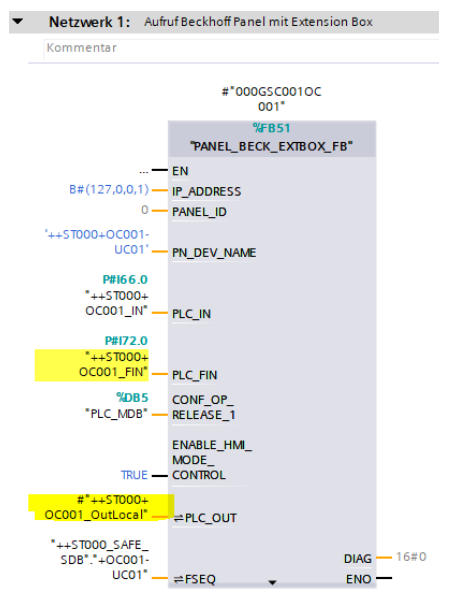 Netzwerk 1: Aufruf Beckhoff Panel mit Extension Box
Kommentar
#"000GSC001OC
001"
%FB51
"PANEL_BECK_EXTBOX_FB"
... EN
B#(127,0,0,1) IP_ADDRESS
0 PANEL_ID
'++ST000+OC001-
UC01' PN_DEV_NAME
P#I66.0
"++ST000+
OC001_IN" PLC_IN
P#I72.0
"++ST000+
OC001_FIN" PLC_FIN
%DB5 CONF_OP_
"PLC_MDB" RELEASE_1
ENABLE_HMI_
MODE_
TRUE CONTROL
#"++ST000+
OC001_OutLocal" PLC_OUT
"++ST000_SAFE_
SDB"."+OC001- DIAG 16#0
UC01" FSEQ ENO